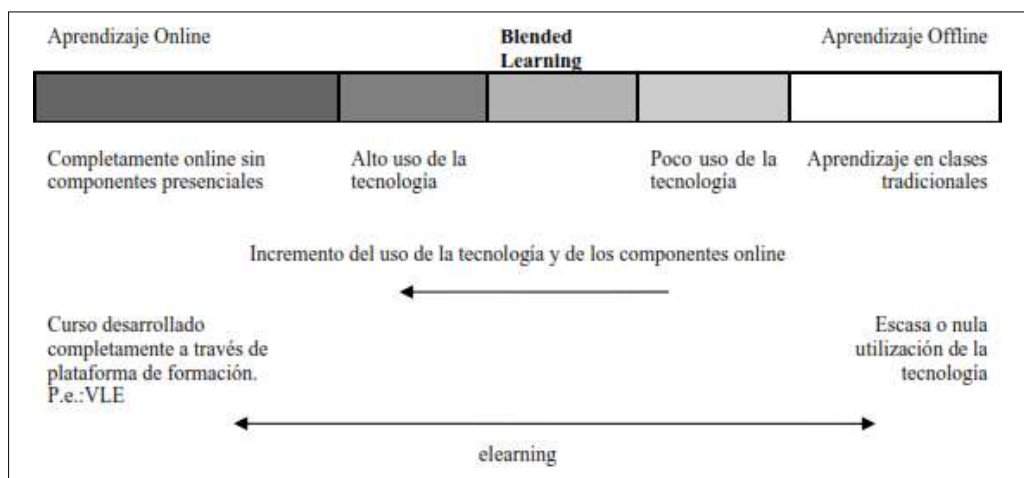 Aprendizaje Online
Blended
Learning
Aprendizaje Offline
Completamente online sin
componentes presenciales
Alto uso de la
tecnología
Poco uso de la
tecnología
Aprendizaje en clases
tradicionales
Incremento del uso de la tecnología y de los componentes online
Curso desarrollado
completamente a través de
plataforma de formación.
P.e.:VLE
Escasa o nula
utilización de la
tecnología
elearning